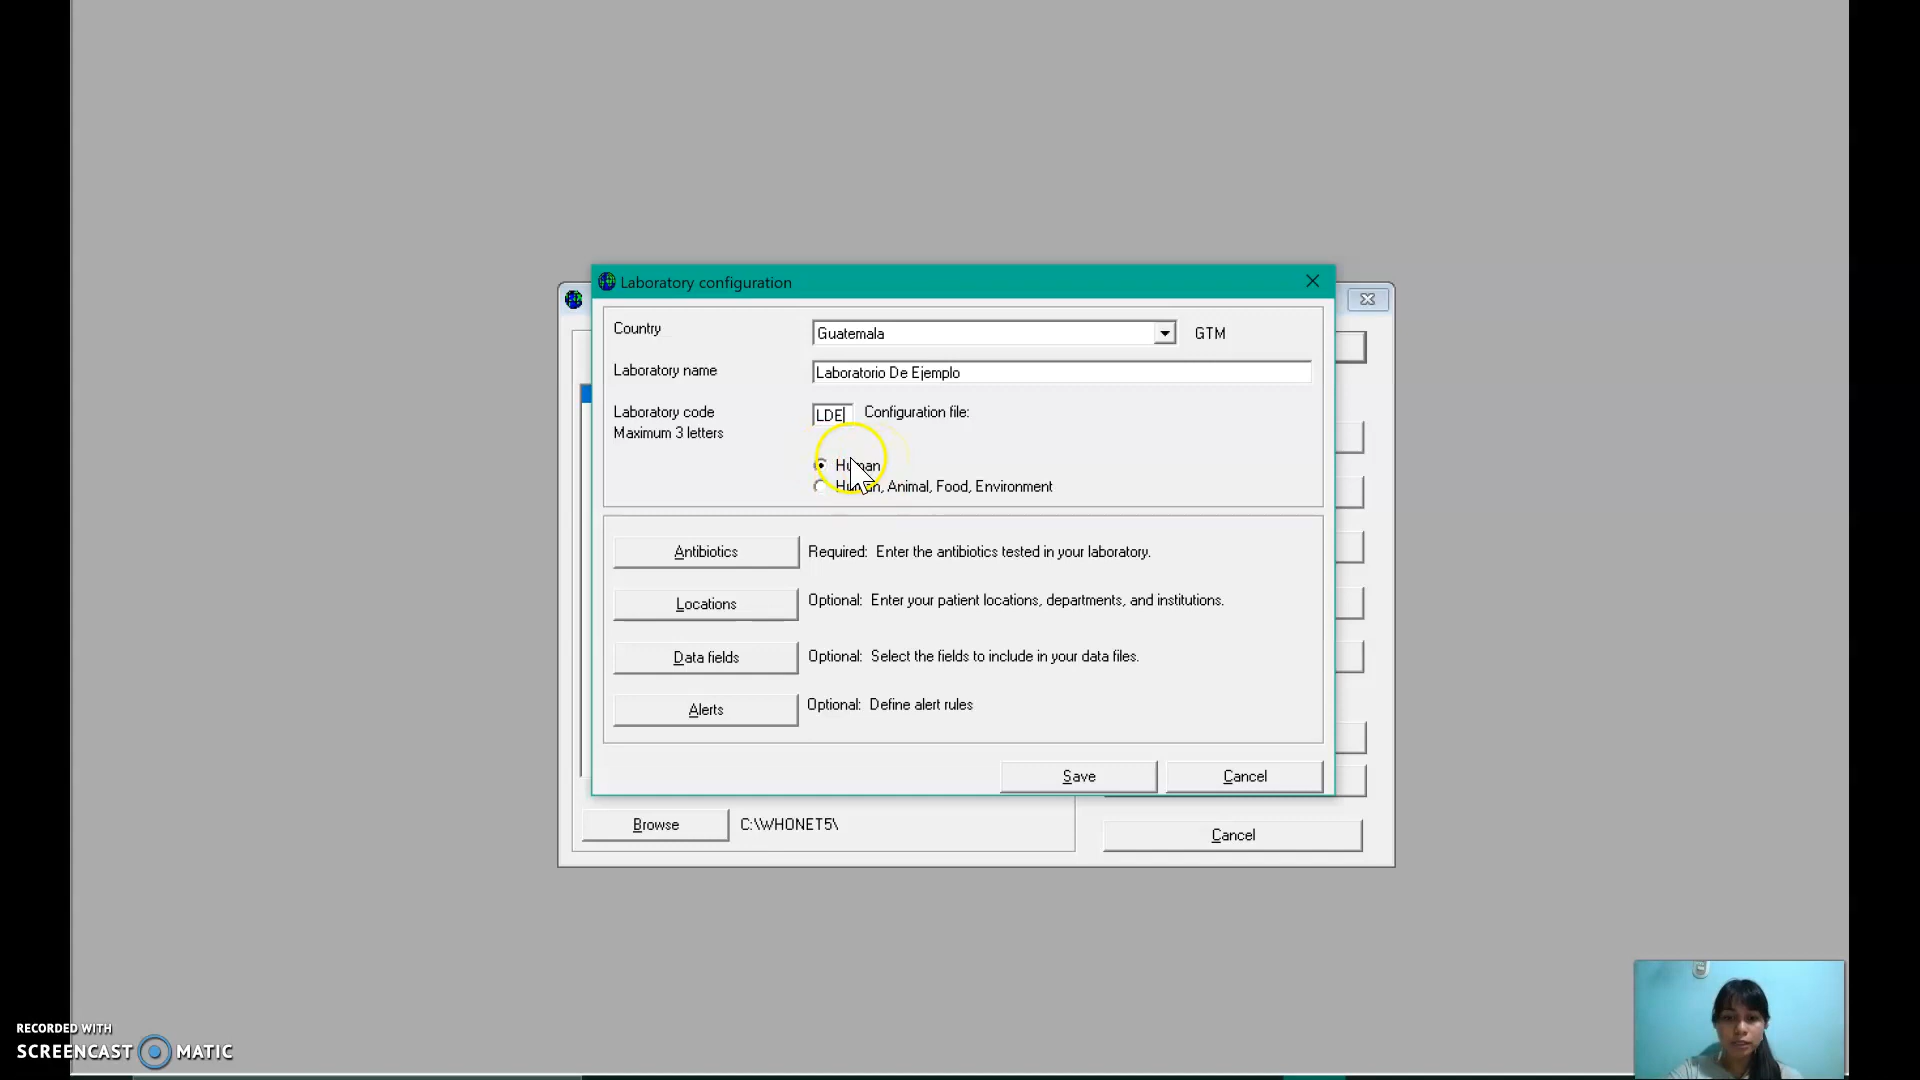 Laboratory configuration
Country
Guatemala
GTM
Laboratory name
Laboratorio De Ejemplo
Laboratory code
LDE
Configuration file:
Maximum 3 letters
Human
Human, Animal, Food, Environment
Antibiotics
Required: Enter the antibiotics tested in your laboratory.
Locations
Optional: Enter your patient locations, departments, and institutions.
Data fields
Optional: Select the fields to include in your data files.
Alerts
Optional: Define alert rules
Save
Cancel
Browse
C:\WHONET5\
Cancel
RECORDED WITH
SCREENCAST MATIC